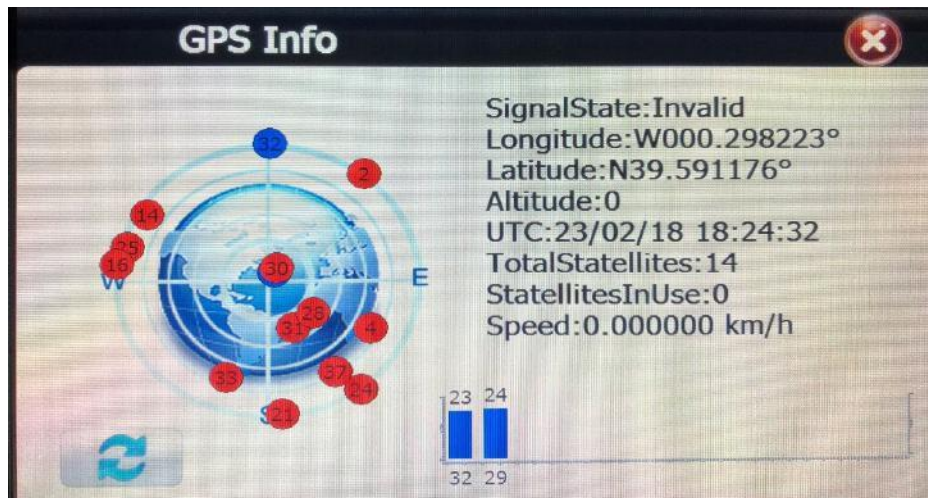 GPS Info
SignalState:Invalid
Longitude:W000.298223°
Latitude:N39.591176°
Altitude:0
UTC:23/02/18 18:24:32
TotalStatellites:14
StatellitesInUse:0
Speed:0.000000 km/h
32
2
14
25
16
W
30
E
28
31
4
33
37
24
S
21
23 24
32 29